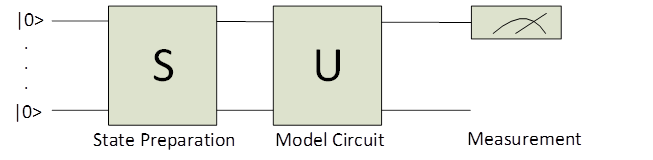 |0>
S
U
.
.
.
|0>
State Preparation
Model Circuit
Measurement